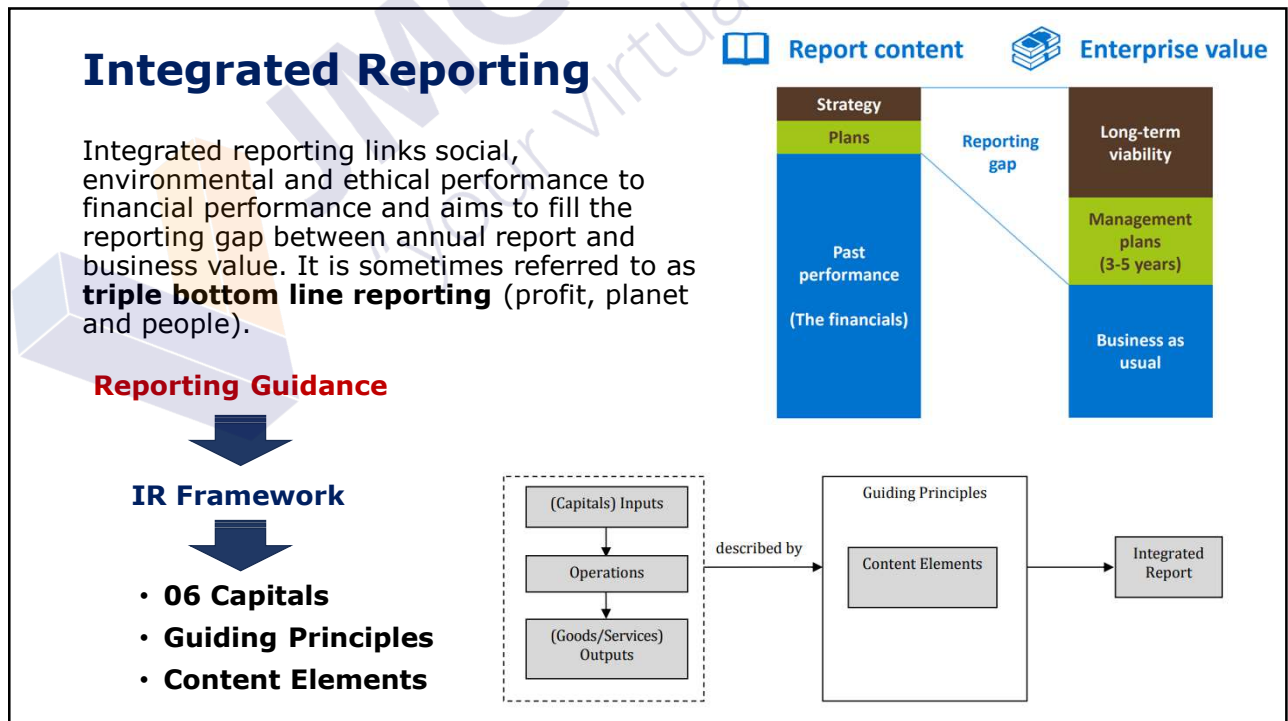 Integrated Reporting
Integrated reporting links social,
environmental and ethical performance to
financial performance and aims to fill the
reporting gap between annual report and
business value. It is sometimes referred to as
triple bottom line reporting (profit, planet
and people).
Reporting Guidance
IR Framework
• 06 Capitals
• Guiding Principles
• Content Elements
Report content
Enterprise value
Strategy
Plans
Past
performance
(The financials)
Reporting
gap
Long-term
viability
Management
plans
(3-5 years)
Business as
usual
(Capitals) Inputs
Operations
(Goods/Services)
Outputs
described by
Guiding Principles
Content Elements
Integrated
Report
JMC
"your virtua